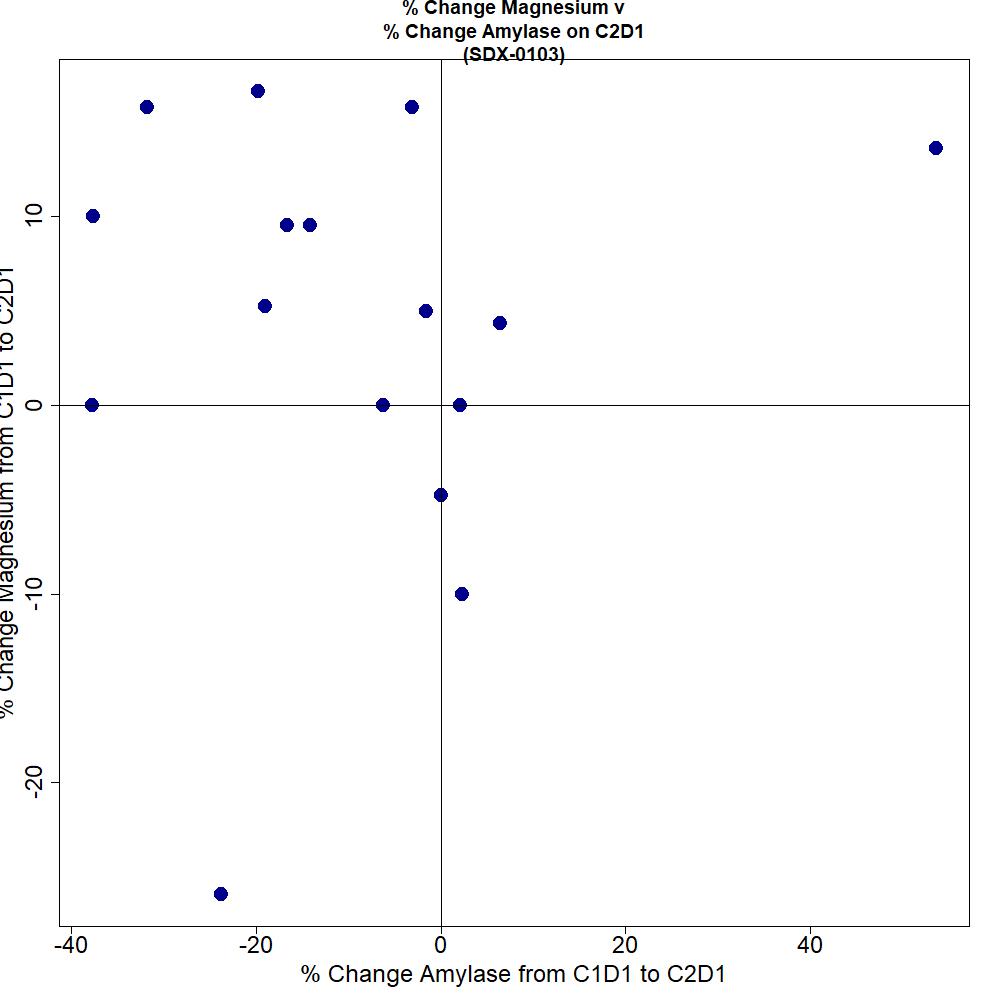 % Change Magnesium v
% Change Amylase on C2D1
(SDX-0103)
% Change Magnesium from C1D1 to C2D1
10
0
-10
-20
-40
-20
0
20
40
% Change Amylase from C1D1 to C2D1